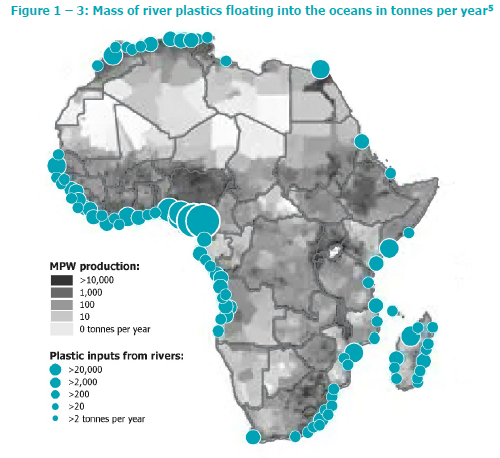 Figure 1 – 3: Mass of river plastics floating into the oceans in tonnes per year5
MPW production:
>10,000
1,000
100
10
0 tonnes per year
Plastic inputs from rivers:
>20,000
>2,000
>200
>20
>2 tonnes per year